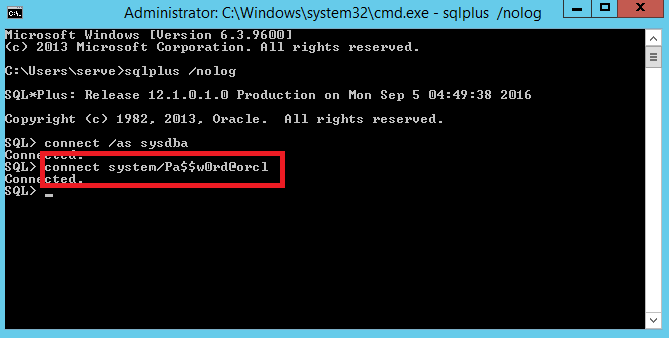 Administrator: C:\Windows\system32\cmd.exe - sqlplus /nolog
Microsoft Windows [Version 6.3.9600]
(c) 2013 Microsoft Corporation. All rights reserved.
C:\Users\serve>sqlplus /nolog
SQL*Plus: Release 12.1.0.1.0 Production on Mon Sep 5 04:49:38 2016
Copyright (c) 1982, 2013, Oracle. All rights reserved.
SQL> connect /as sysdba
Connected.
SQL> connect system/Pa$$w0rd@orcl
Connected.
SQL> _